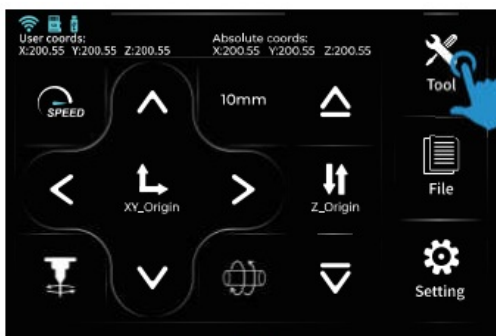 User coords:
X:200.55 Y:200.55 Z:200.55
Absolute coords:
X:200.55 Y:200.55 Z:200.55
SPEED
10mm
Tool
XY_Origin
Z_Origin
File
Setting